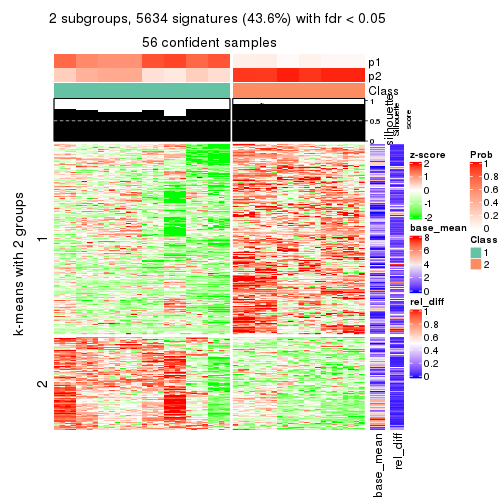 2 subgroups, 5634 signatures (43.6%) with fdr < 0.05
56 confident samples
p1
p2
Class
1
0.5
0
silhouette
Silhouette
score
k-means with 2 groups
1
2
base_mean
rel_diff
z-score
2
1
0
-1
-2
base_mean
8
6
4
2
0
rel_diff
1
0.8
0.6
0.4
0.2
0
Prob
1
0.8
0.6
0.4
0.2
0
Class
1
2